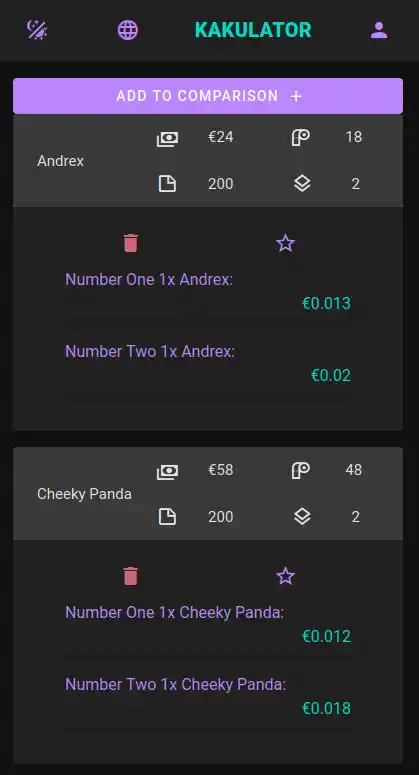 KAKULATOR
ADD TO COMPARISON +
Andrex
€24
18
200
2
Number One 1x Andrex:
€0.013
Number Two 1x Andrex:
€0.02
Cheeky Panda
€58
48
200
2
Number One 1x Cheeky Panda:
€0.012
Number Two 1x Cheeky Panda:
€0.018